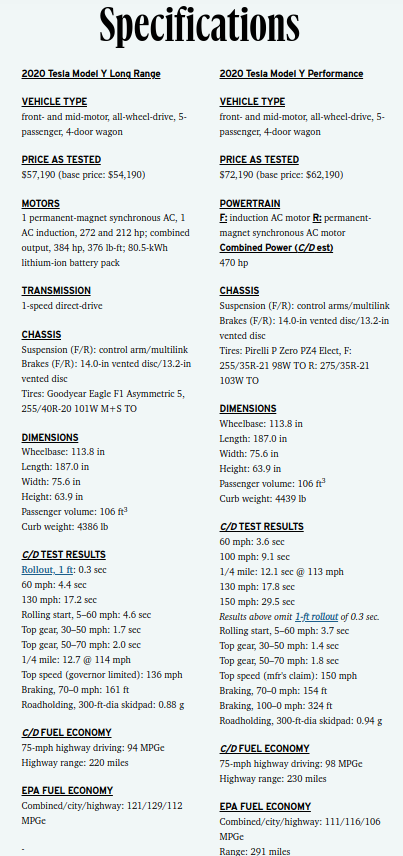 Specifications
2020 Tesla Model Y Long Range
VEHICLE TYPE
front- and mid-motor, all-wheel-drive, 5-
passenger, 4-door wagon
PRICE AS TESTED
$57,190 (base price: $54,190)
MOTORS
1 permanent-magnet synchronous AC, 1
AC induction, 272 and 212 hp; combined
output, 384 hp, 376 lb-ft; 80.5-kWh
lithium-ion battery pack
TRANSMISSION
1-speed direct-drive
CHASSIS
Suspension (F/R): control arm/multilink
Brakes (F/R): 14.0-in vented disc/13.2-in
vented disc
Tires: Goodyear Eagle F1 Asymmetric 5,
255/40R-20 101W M+S TO
DIMENSIONS
Wheelbase: 113.8 in
Length: 187.0 in
Width: 75.6 in
Height: 63.9 in
Passenger volume: 106 ft³
Curb weight: 4386 lb
C/D TEST RESULTS
Rollout, 1 ft: 0.3 sec
60 mph: 4.4 sec
130 mph: 17.2 sec
Rolling start, 5–60 mph: 4.6 sec
Top gear, 30–50 mph: 1.7 sec
Top gear, 50–70 mph: 2.0 sec
1/4 mile: 12.7 @ 114 mph
Top speed (governor limited): 136 mph
Braking, 70–0 mph: 161 ft
Roadholding, 300-ft-dia skidpad: 0.88 g
C/D FUEL ECONOMY
75-mph highway driving: 94 MPGe
Highway range: 220 miles
EPA FUEL ECONOMY
Combined/city/highway: 121/129/112
MPGe
-
2020 Tesla Model Y Performance
VEHICLE TYPE
front- and mid-motor, all-wheel-drive, 5-
passenger, 4-door wagon
PRICE AS TESTED
$72,190 (base price: $62,190)
POWERTRAIN
F: induction AC motor R: permanent-
magnet synchronous AC motor
Combined Power (C/D est)
470 hp
CHASSIS
Suspension (F/R): control arms/multilink
Brakes (F/R): 14.0-in vented disc/13.2-in
vented disc
Tires: Pirelli P Zero PZ4 Elect, F:
255/35R-21 98W TO R: 275/35R-21
103W TO
DIMENSIONS
Wheelbase: 113.8 in
Length: 187.0 in
Width: 75.6 in
Height: 63.9 in
Passenger volume: 106 ft³
Curb weight: 4439 lb
C/D TEST RESULTS
60 mph: 3.6 sec
100 mph: 9.1 sec
1/4 mile: 12.1 sec @ 113 mph
130 mph: 17.8 sec
150 mph: 29.5 sec
Results above omit 1-ft rollout of 0.3 sec.
Rolling start, 5–60 mph: 3.7 sec
Top gear, 30–50 mph: 1.4 sec
Top gear, 50–70 mph: 1.8 sec
Top speed (mfr's claim): 150 mph
Braking, 70–0 mph: 154 ft
Braking, 100–0 mph: 324 ft
Roadholding, 300-ft-dia skidpad: 0.94 g
C/D FUEL ECONOMY
75-mph highway driving: 98 MPGe
Highway range: 230 miles
EPA FUEL ECONOMY
Combined/city/highway: 111/116/106
MPGe
Range: 291 miles